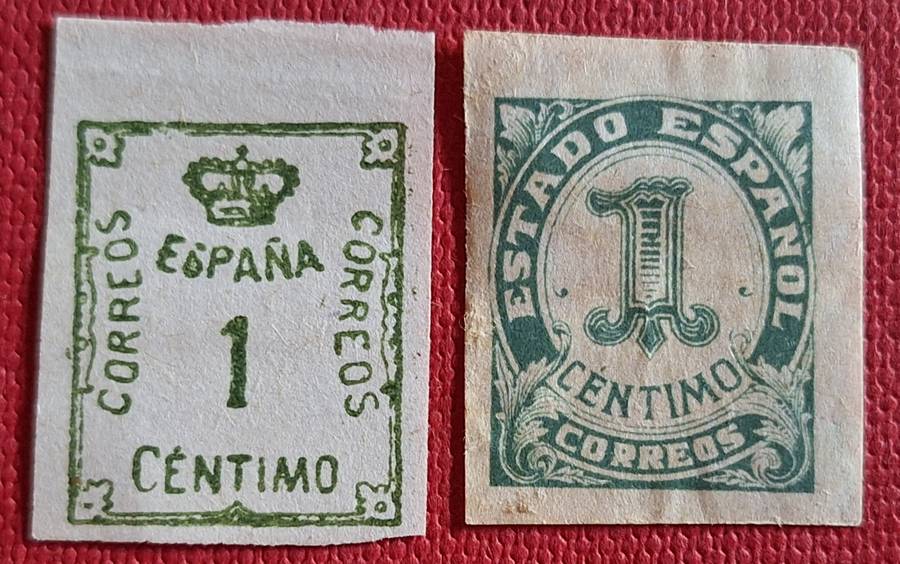 ESPAÑA
CORREOS
CORREOS
1
CÉNTIMO
ESTADO ESPAÑOL
1
CÉNTIMO
CORREOS